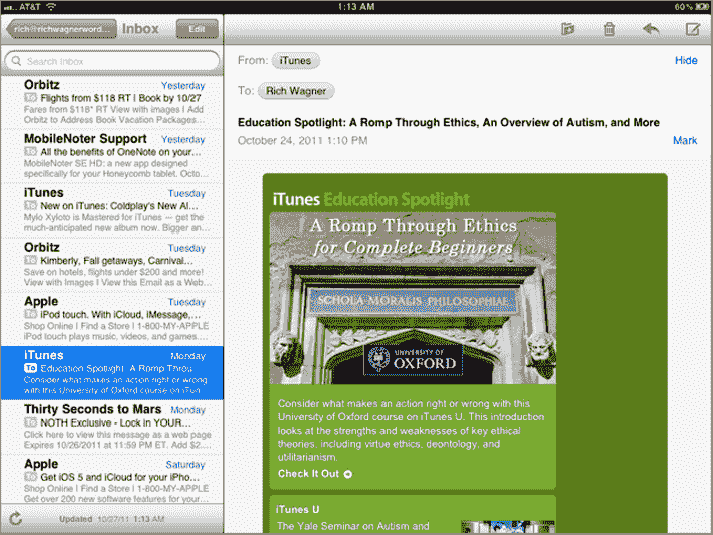 AT&T 1:13 AM 60%
rich@richwagnerword... Inbox Edit
Search Inbox
Orbitz Yesterday
To Flights from $118 RT | Book by 10/27
Fares from $118* RT View with images | Add
Orbitz to Address Book Vacation Packages...
MobileNoter Support Yesterday
To All the benefits of OneNote on your...
MobileNoter SE HD: a new app designed
specifically for your Honeycomb tablet. Octo...
iTunes Tuesday
To New on iTunes: Coldplay's New Al...
Mylo Xyloto is Mastered for iTunes — get the
much-anticipated new album now. Bigger an...
Orbitz Tuesday
To Kimberly, Fall getaways, Carnival...
Save on hotels, flights under $200 and more!
View with Images | View this Email as a Web...
Apple Tuesday
To iPod touch. With iCloud, iMessage,...
Shop Online | Find a Store | 1-800-MY-APPLE
iPod touch plays music, videos, and games....
iTunes Monday
To Education Spotlight: A Romp Throu...
Consider what makes an action right or wrong
with this University of Oxford course on iTun...
Thirty Seconds to Mars Monday
To NOTH Exclusive - Lock in YOUR...
Click here to view this message as a web page
Expires 10/26/2011 at 11:59 PM ET. Add $2....
Apple Saturday
To Get iOS 5 and iCloud for your iPho...
Shop Online | Find a Store | 1-800-MY-APPLE
Get over 200 new software features for your...
Updated 10/27/11 1:13 AM
From: iTunes Hide
To: Rich Wagner
Education Spotlight: A Romp Through Ethics, An Overview of Autism, and More
October 24, 2011 1:10 PM Mark
iTunes Education Spotlight
A Romp Through Ethics
for Complete Beginners
SCHOLA MORALIS PHILOSOPHIAE
UNIVERSITY OF
OXFORD
Consider what makes an action right or wrong with this
University of Oxford course on iTunes U. This introduction
looks at the strengths and weaknesses of key ethical
theories, including virtue ethics, deontology, and
utilitarianism.
Check It Out
iTunes U
The Yale Seminar on Autism and